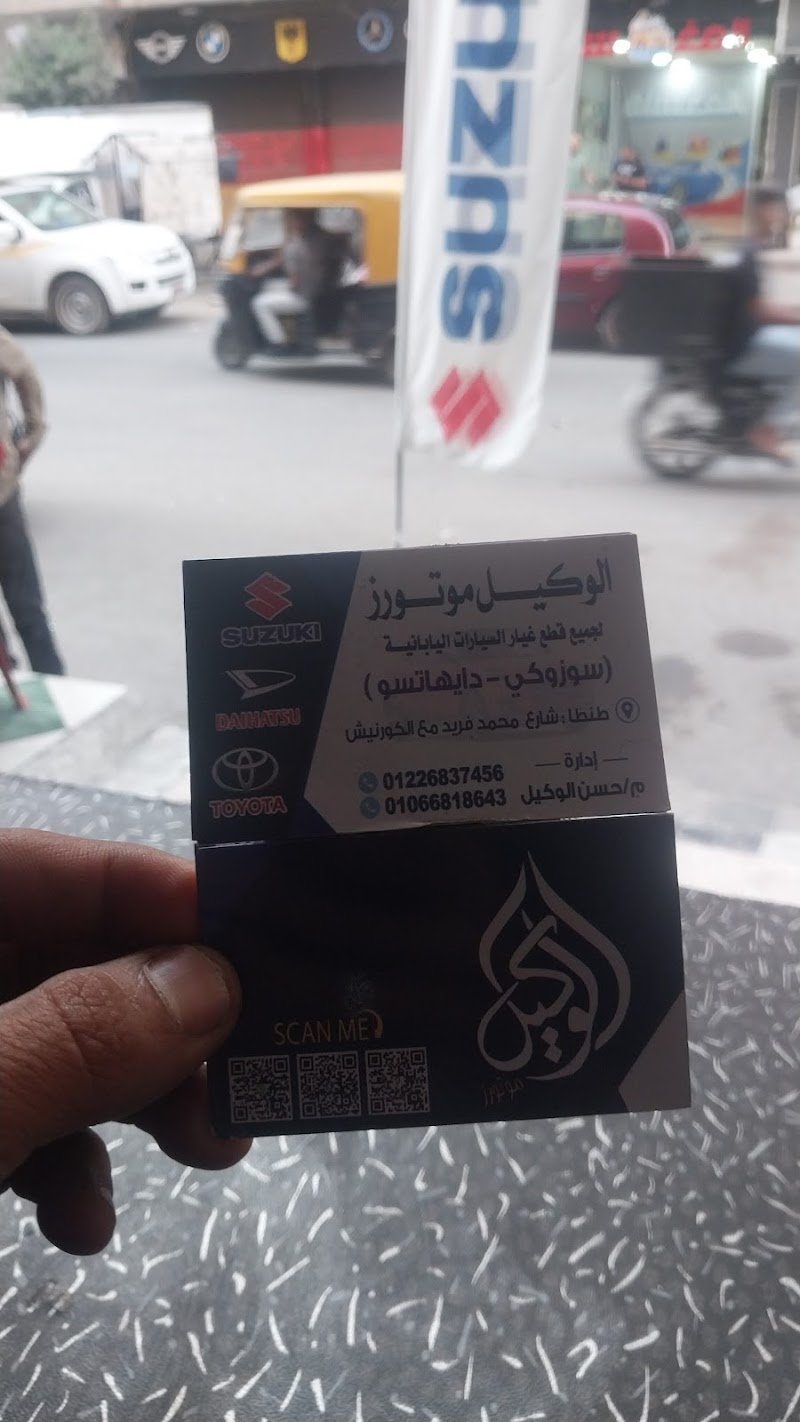 SUZUKI
الوكيل موتورز
لجميع قطع غيار السيارات اليابانية
(سوزوكي - دايهاتسو)
طنطا : شارع محمد فريد مع الكورنيش
إدارة
م/حسن الوكيل
01226837456
01066818643
SUZUKI
DAIHATSU
TOYOTA
الوكيل
موتورز
SCAN ME